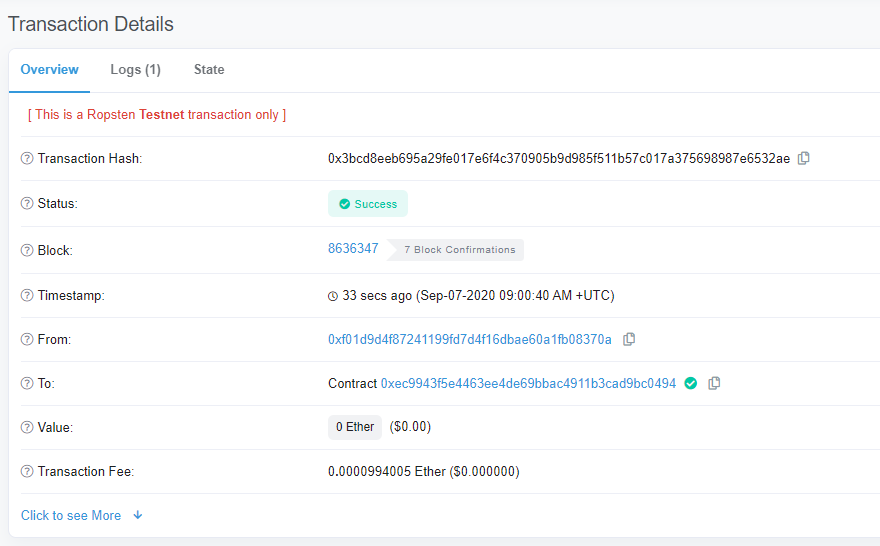 Transaction Details
Overview Logs (1) State
[ This is a Ropsten Testnet transaction only ]
Transaction Hash: 0x3bcd8eeb695a29fe017e6f4c370905b9d985f511b57c017a375698987e6532ae
Status: Success
Block: 8636347 7 Block Confirmations
Timestamp: 33 secs ago (Sep-07-2020 09:00:40 AM +UTC)
From: 0xf01d9d4f87241199fd7d4f16dbae60a1fb08370a
To: Contract 0xec9943f5e4463ee4de69bbac4911b3cad9bc0494
Value: 0 Ether ($0.00)
Transaction Fee: 0.0000994005 Ether ($0.000000)
Click to see More